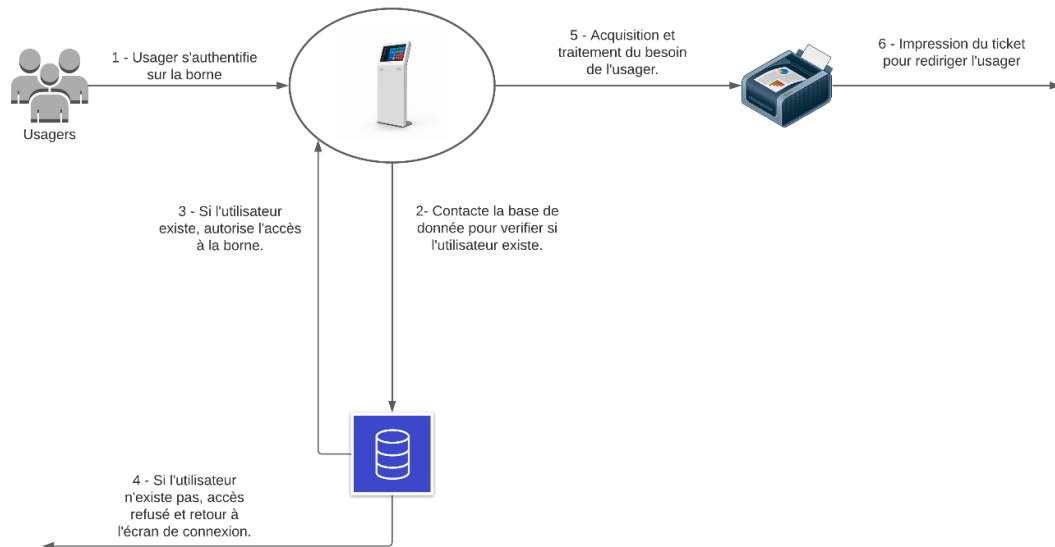 1 - Usager s'authentifie
sur la borne
Usagers
5 - Acquisition et
traitement du besoin
de l'usager.
6 - Impression du ticket
pour rediriger l'usager
3 - Si l'utilisateur
existe, autorise l'accès
à la borne.
2- Contacte la base de
donnée pour verifier si
l'utilisateur existe.
4 - Si l'utilisateur
n'existe pas, accès
refusé et retour à
l'écran de connexion.